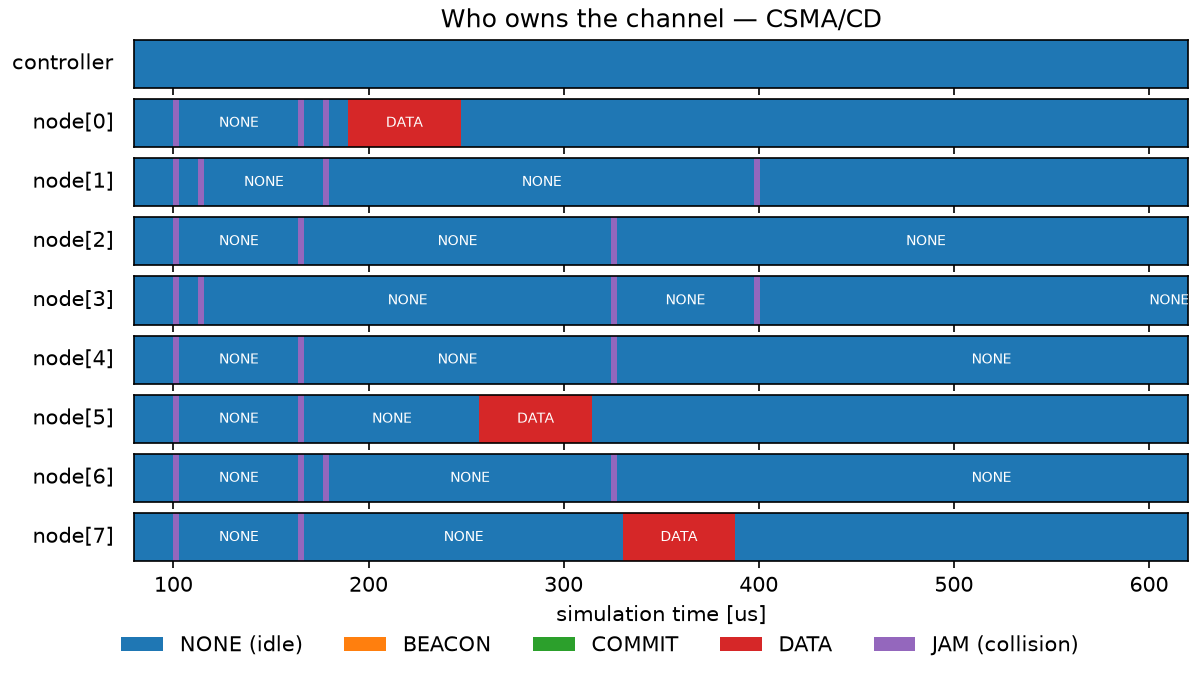 Who owns the channel — CSMA/CD
controller
node[0] NONE DATA
node[1] NONE NONE
node[2] NONE NONE NONE
node[3] NONE NONE NONE
node[4] NONE NONE NONE
node[5] NONE NONE DATA
node[6] NONE NONE NONE
node[7] NONE NONE DATA
100 200 300 400 500 600
simulation time [us]
NONE (idle) BEACON COMMIT DATA JAM (collision)